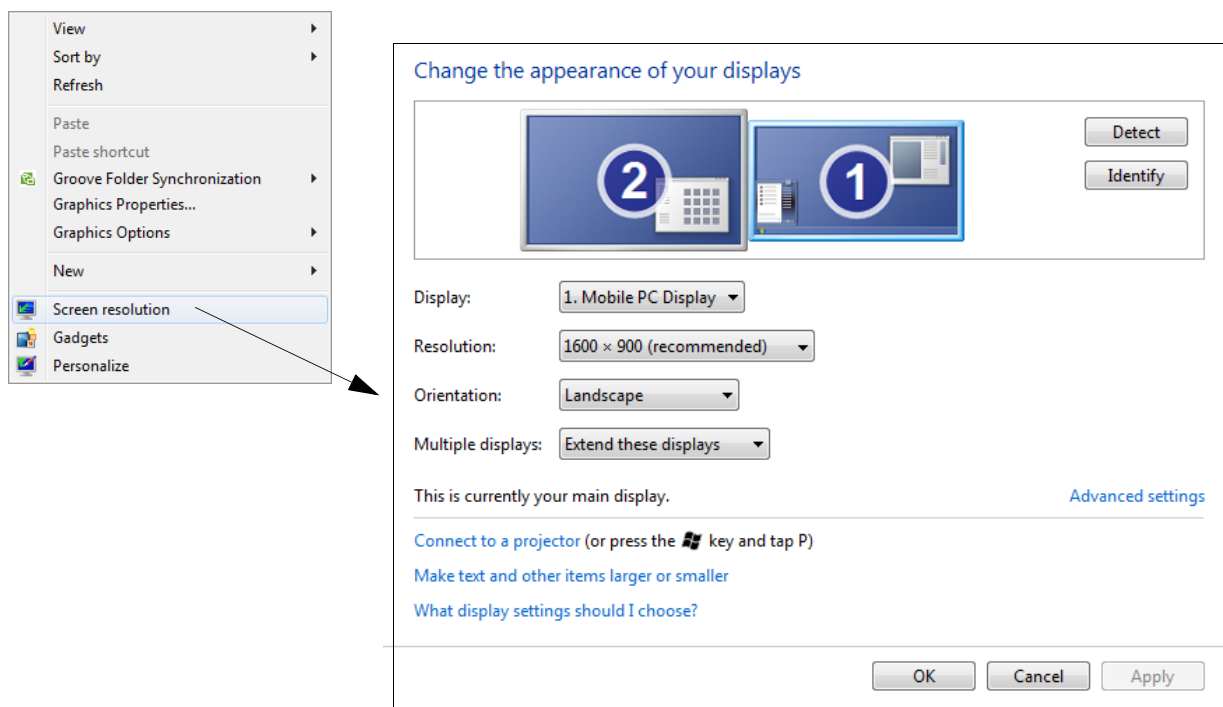 View
Sort by
Refresh
Paste
Paste shortcut
Groove Folder Synchronization
Graphics Properties...
Graphics Options
New
Screen resolution
Gadgets
Personalize
Change the appearance of your displays
2
1
Detect
Identify
Display: 1. Mobile PC Display
Resolution: 1600 × 900 (recommended)
Orientation: Landscape
Multiple displays: Extend these displays
This is currently your main display. Advanced settings
Connect to a projector (or press the key and tap P)
Make text and other items larger or smaller
What display settings should I choose?
OK Cancel Apply